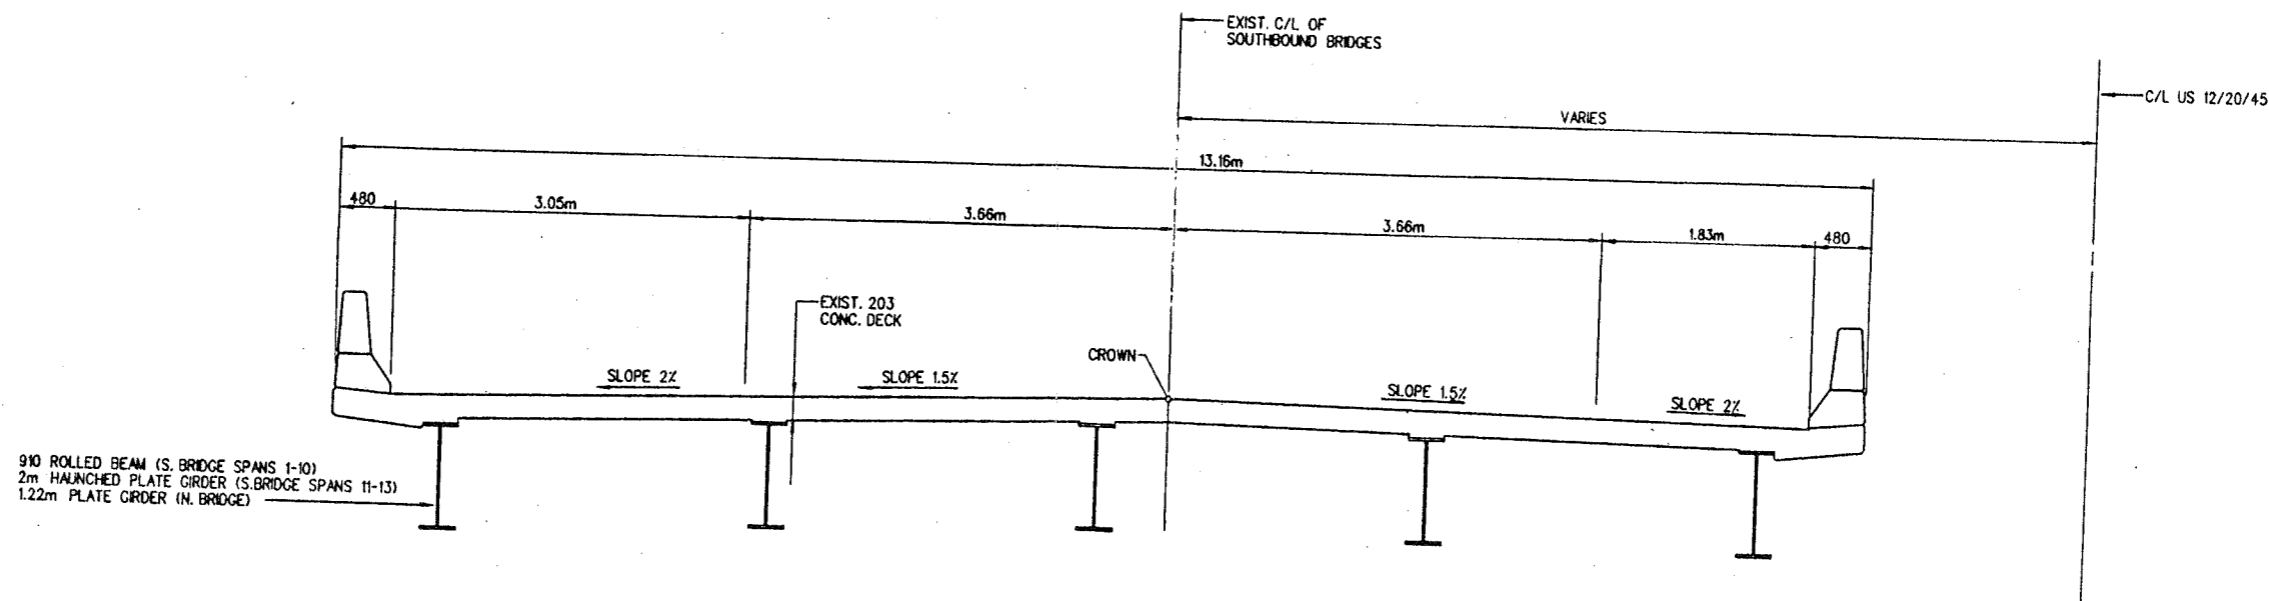 EXIST. C/L OF
SOUTHBOUND BRIDGES
C/L US 12/20/45
VARIES
13.16m
480
3.05m
3.66m
3.66m
1.83m
480
EXIST. 203
CONC. DECK
CROWN
SLOPE 2%
SLOPE 1.5%
SLOPE 1.5%
SLOPE 2%
910 ROLLED BEAM (S. BRIDGE SPANS 1-10)
2m HAUNCHED PLATE GIRDER (S.BRIDGE SPANS 11-13)
1.22m PLATE GIRDER (N. BRIDGE)